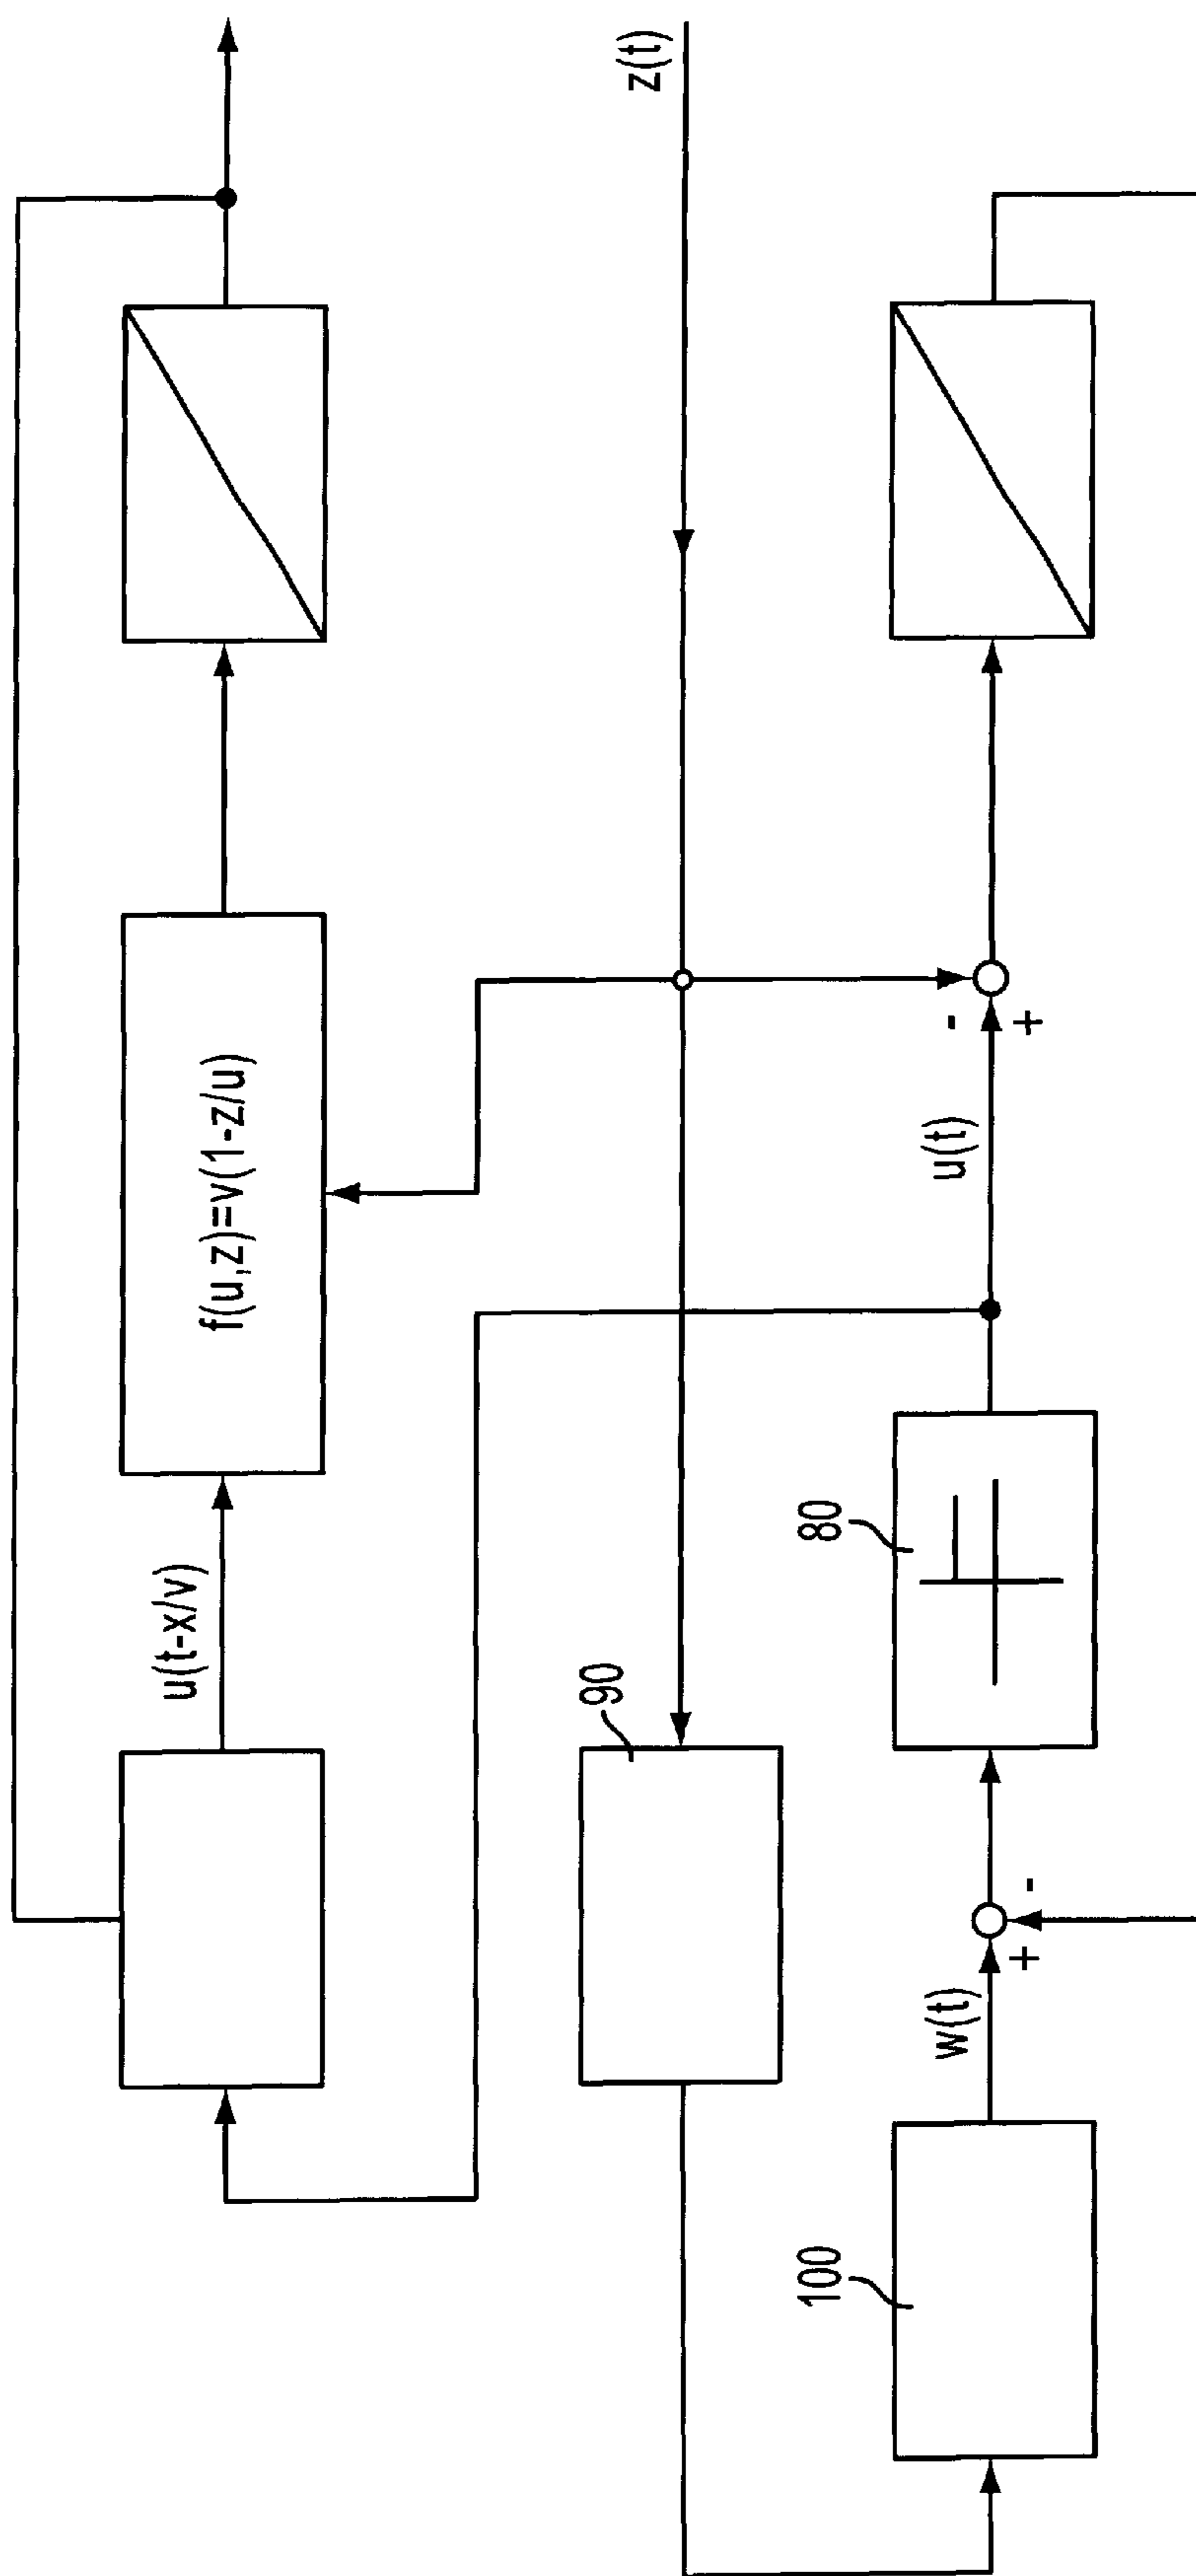 u(t-x/v)
f(u,z)=v(1-z/u)
z(t)
90
100
w(t)
+
-
80
u(t)
-
+